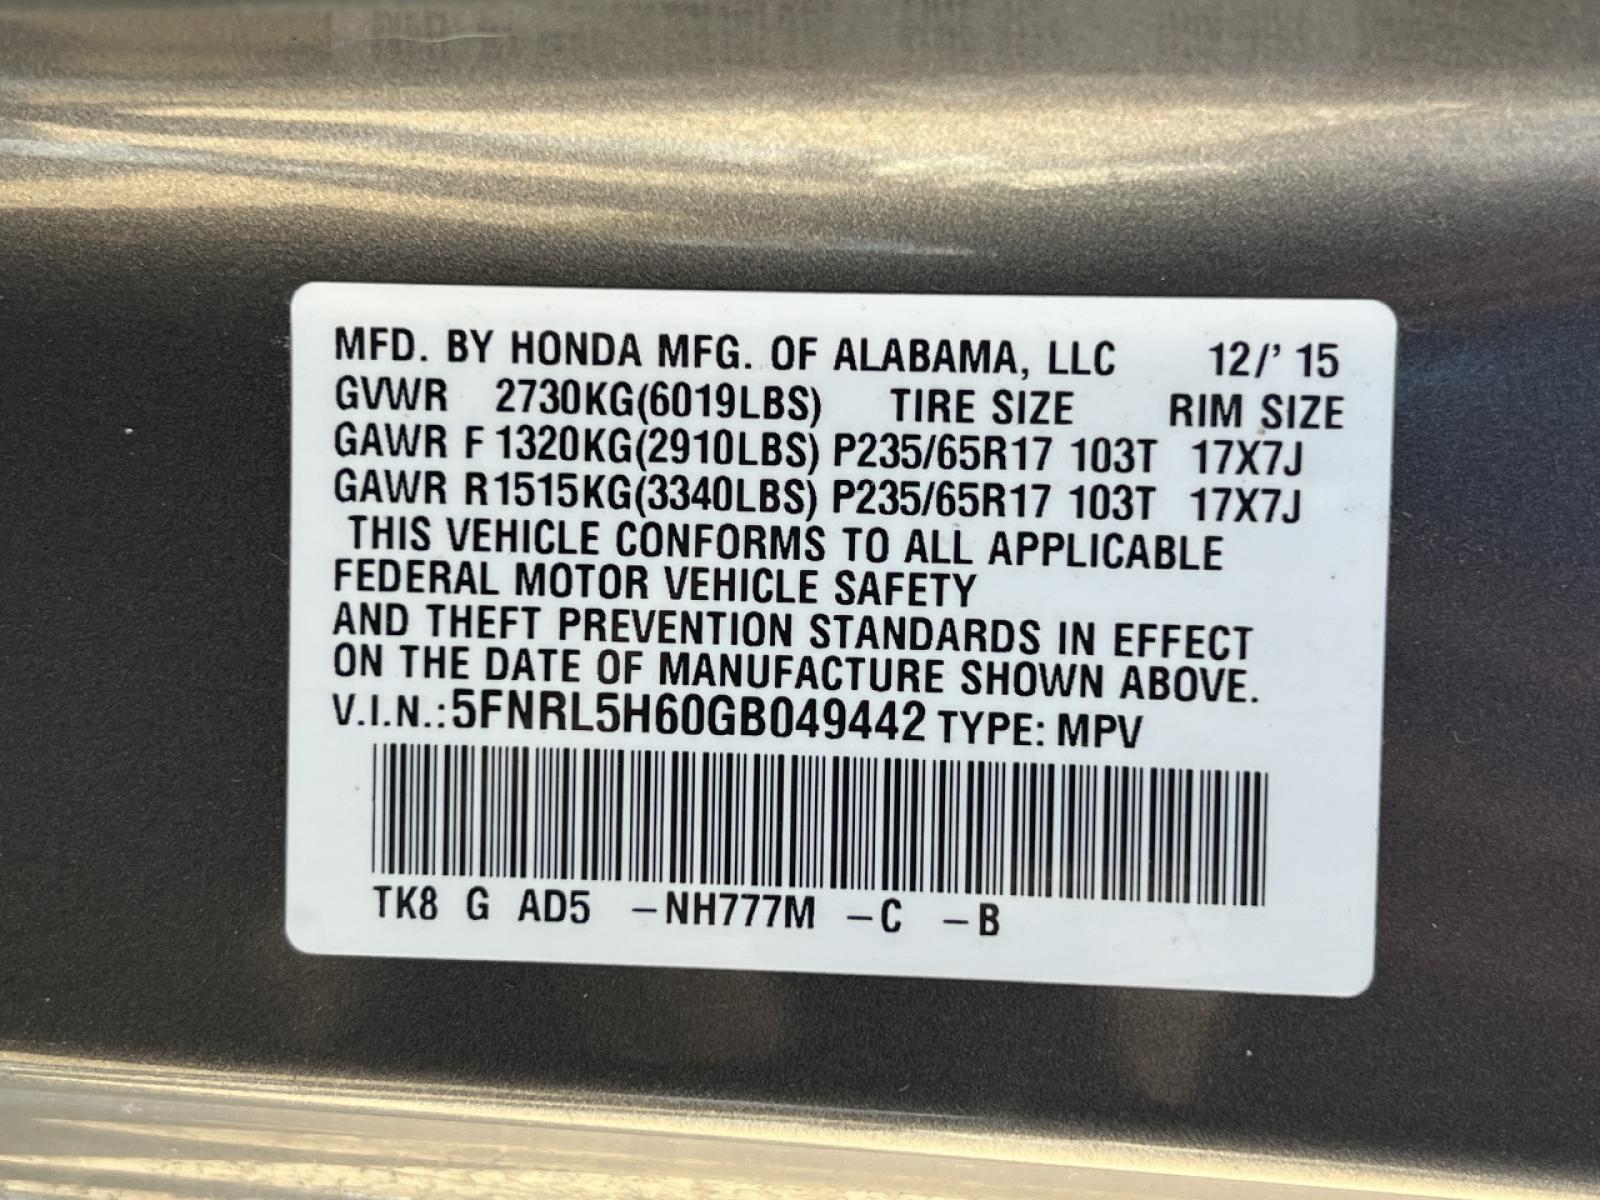 MFD. BY HONDA MFG. OF ALABAMA, LLC 12/' 15
GVWR 2730KG(6019LBS) TIRE SIZE RIM SIZE
GAWR F 1320KG(2910LBS) P235/65R17 103T 17X7J
GAWR R1515KG(3340LBS) P235/65R17 103T 17X7J
THIS VEHICLE CONFORMS TO ALL APPLICABLE
FEDERAL MOTOR VEHICLE SAFETY
AND THEFT PREVENTION STANDARDS IN EFFECT
ON THE DATE OF MANUFACTURE SHOWN ABOVE.
V.I.N.:5FNRL5H60GB049442 TYPE: MPV
TK8 G AD5 –NH777M –C –B